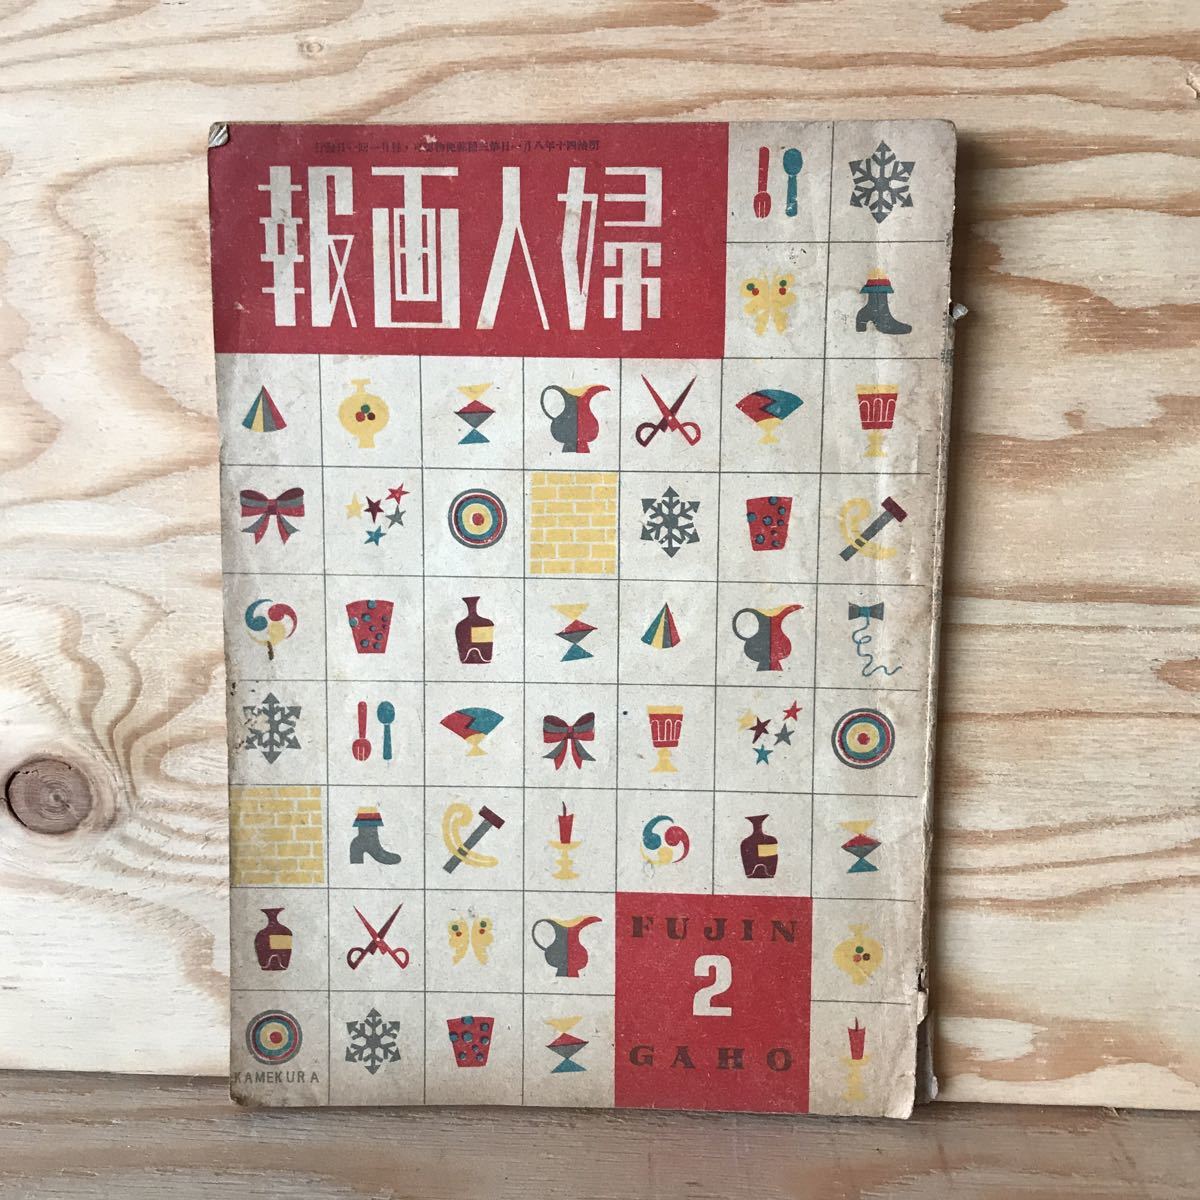 婦人画報
FUJIN
2
GAHO
KAMEKURA